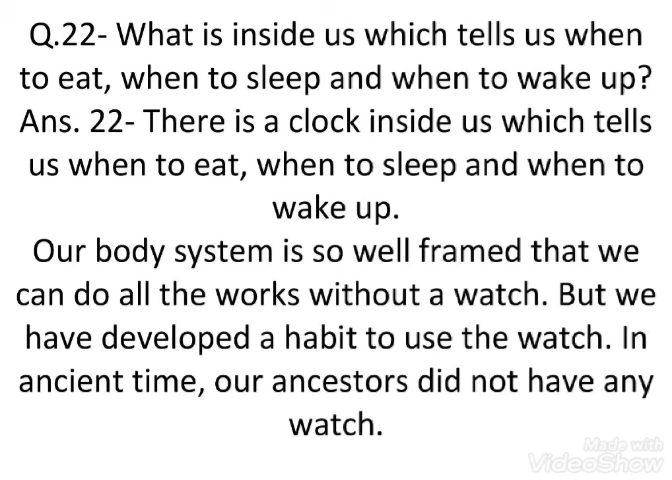 Q.22- What is inside us which tells us when
to eat, when to sleep and when to wake up?
Ans. 22- There is a clock inside us which tells
us when to eat, when to sleep and when to
wake up.
Our body system is so well framed that we
can do all the works without a watch. But we
have developed a habit to use the watch. In
ancient time, our ancestors did not have any
watch.
Made with
VideoShow